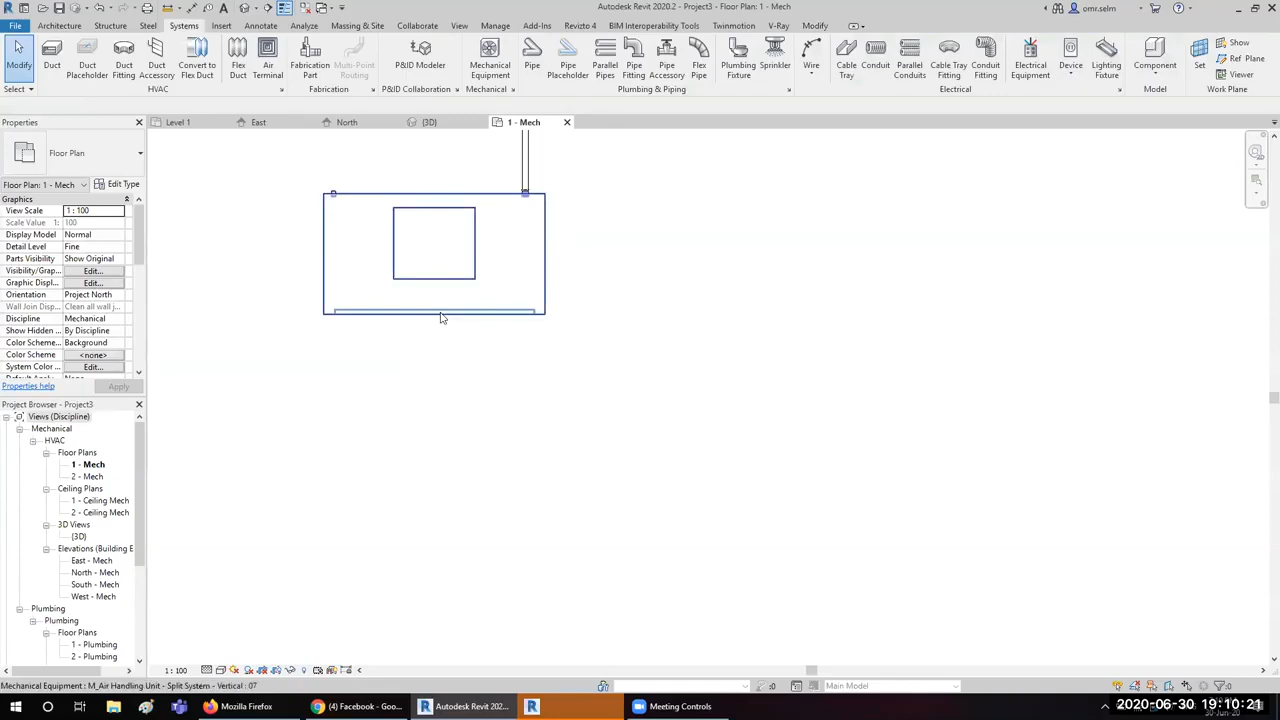 Autodesk Revit 2020.2 - Project3 - Floor Plan: 1 - Mech
omr.selm
File Architecture Structure Steel Systems Insert Annotate Analyze Massing & Site Collaborate View Manage Add-Ins Revizto 4 BIM Interoperability Tools Twinmotion V-Ray Modify
Modify Duct Duct Placeholder Duct Fitting Duct Accessory Convert to Flex Duct Flex Duct Air Terminal Fabrication Part Multi-Point Routing P&ID Modeler Mechanical Equipment Pipe Pipe Placeholder Parallel Pipes Pipe Fitting Pipe Accessory Flex Pipe Plumbing Fixture Sprinkler Wire Cable Tray Conduit Parallel Conduits Cable Tray Fitting Conduit Fitting Electrical Equipment Device Lighting Fixture Component Set Show Ref Plane Viewer
Select HVAC Fabrication P&ID Collaboration Mechanical Plumbing & Piping Electrical Model Work Plane
Properties
Level 1 East North {3D} 1 - Mech
Floor Plan
Floor Plan: 1 - Mech Edit Type
Graphics
View Scale 1 : 100
Scale Value 1: 100
Display Model Normal
Detail Level Fine
Parts Visibility Show Original
Visibility/Grap... Edit...
Graphic Displ... Edit...
Orientation Project North
Wall Join Disp... Clean all wall j...
Discipline Mechanical
Show Hidden ... By Discipline
Color Scheme... Background
Color Scheme <none>
System Color ... Edit...
Properties help Apply
Project Browser - Project3
Views (Discipline)
Mechanical
HVAC
Floor Plans
1 - Mech
2 - Mech
Ceiling Plans
1 - Ceiling Mech
2 - Ceiling Mech
3D Views
{3D}
Elevations (Building E
East - Mech
North - Mech
South - Mech
West - Mech
Plumbing
Plumbing
Floor Plans
1 - Plumbing
2 - Plumbing
1 : 100
Mechanical Equipment : M_Air Handling Unit - Split System - Vertical : 07
:0 Main Model :0
Mozilla Firefox (4) Facebook - Goo... Autodesk Revit 202... Meeting Controls
2020-06-30 19:10:21